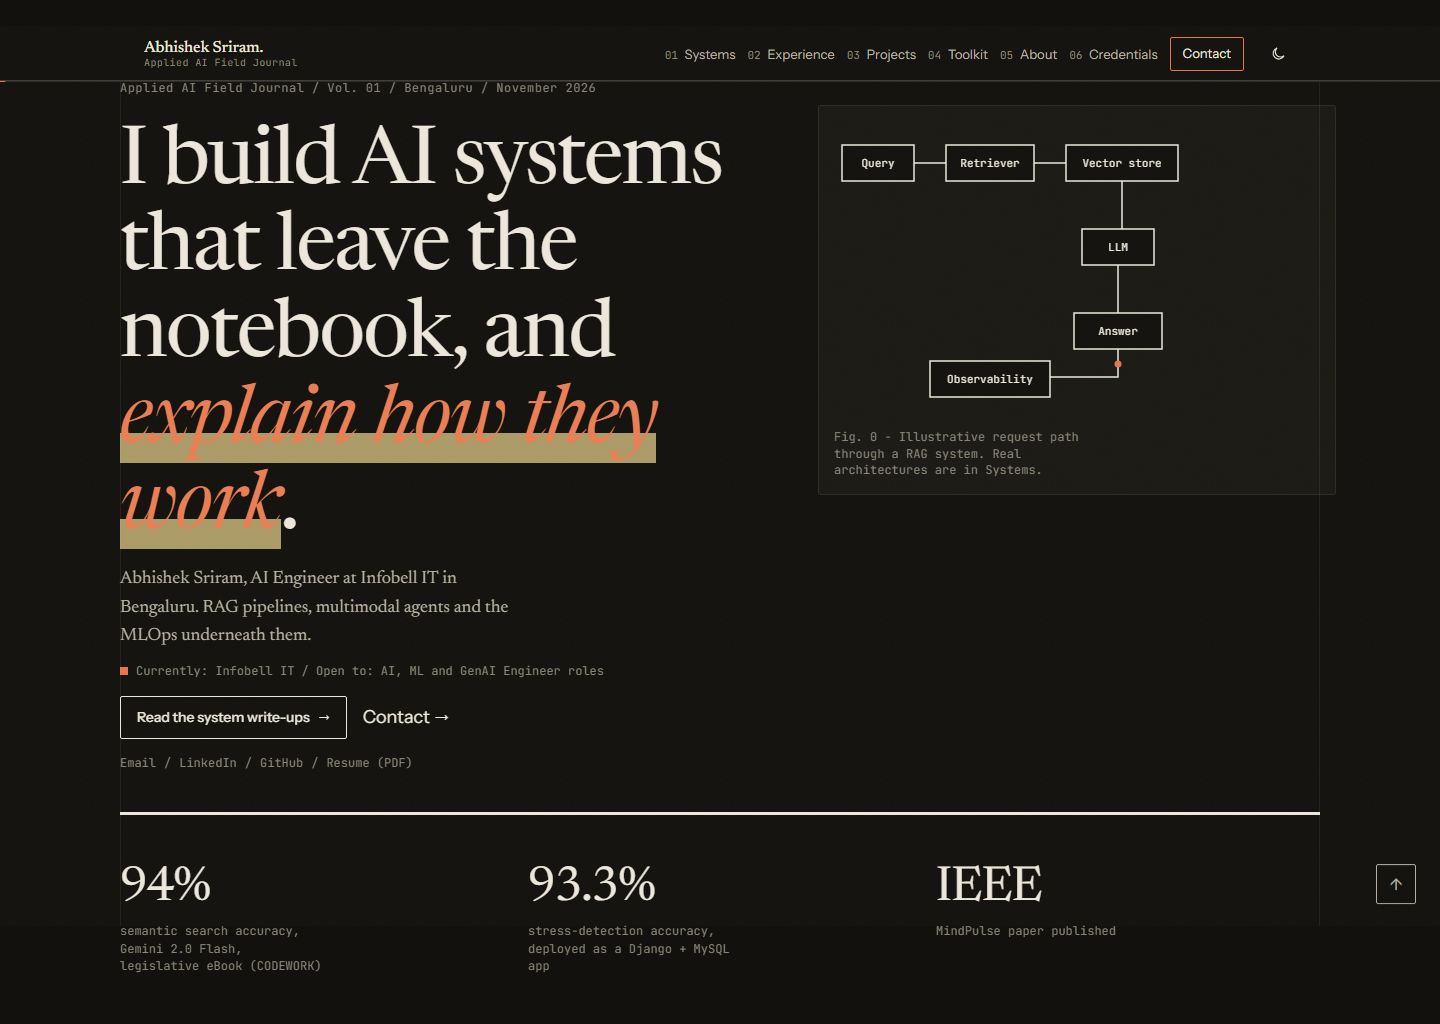 Abhishek Sriram.
Applied AI Field Journal
01 Systems 02 Experience 03 Projects 04 Toolkit 05 About 06 Credentials Contact
Applied AI Field Journal / Vol. 01 / Bengaluru / November 2026
I build AI systems
that leave the
notebook, and
explain how they
work.
Abhishek Sriram, AI Engineer at Infobell IT in
Bengaluru. RAG pipelines, multimodal agents and the
MLOps underneath them.
Currently: Infobell IT / Open to: AI, ML and GenAI Engineer roles
Read the system write-ups → Contact →
Email / LinkedIn / GitHub / Resume (PDF)
Query Retriever Vector store
LLM
Answer
Observability
Fig. 0 - Illustrative request path
through a RAG system. Real
architectures are in Systems.
94%
semantic search accuracy,
Gemini 2.0 Flash,
legislative eBook (CODEWORK)
93.3%
stress-detection accuracy,
deployed as a Django + MySQL
app
IEEE
MindPulse paper published